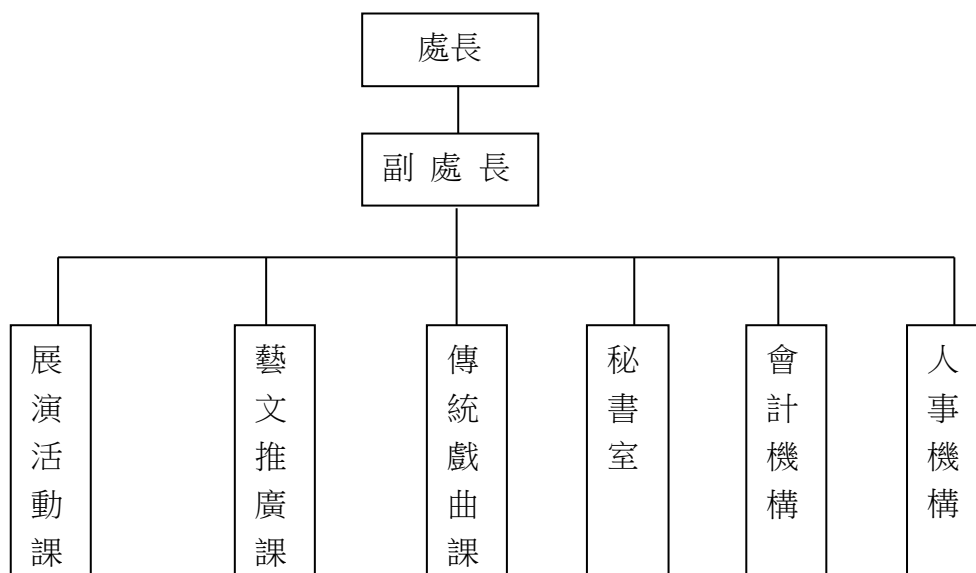 處長
副處長
展演活動課
藝文推廣課
傳統戲曲課
秘書室
會計機構
人事機構